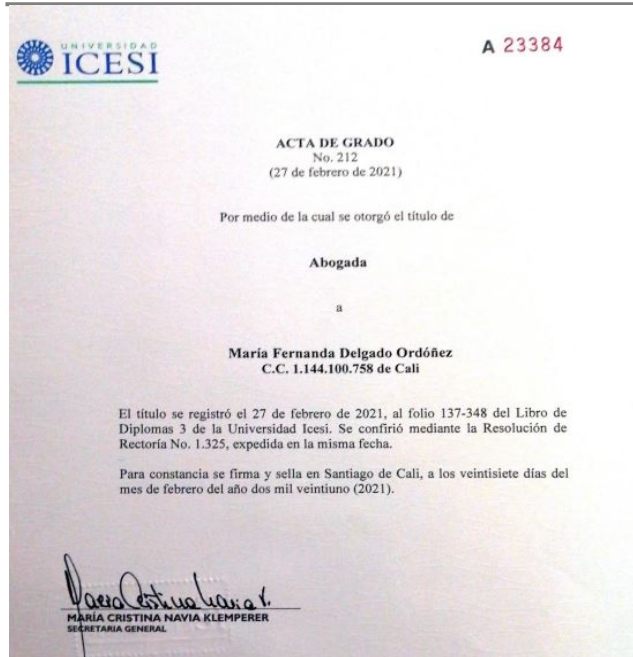 UNIVERSIDAD
ICESI
A 23384
ACTA DE GRADO
No. 212
(27 de febrero de 2021)
Por medio de la cual se otorgó el título de
Abogada
a
María Fernanda Delgado Ordóñez
C.C. 1.144.100.758 de Cali
El título se registró el 27 de febrero de 2021, al folio 137-348 del Libro de
Diplomas 3 de la Universidad Icesi. Se confirió mediante la Resolución de
Rectoría No. 1.325, expedida en la misma fecha.
Para constancia se firma y sella en Santiago de Cali, a los veintisiete días del
mes de febrero del año dos mil veintiuno (2021).
María Cristina Navia K.
MARÍA CRISTINA NAVIA KLEMPERER
SECRETARIA GENERAL